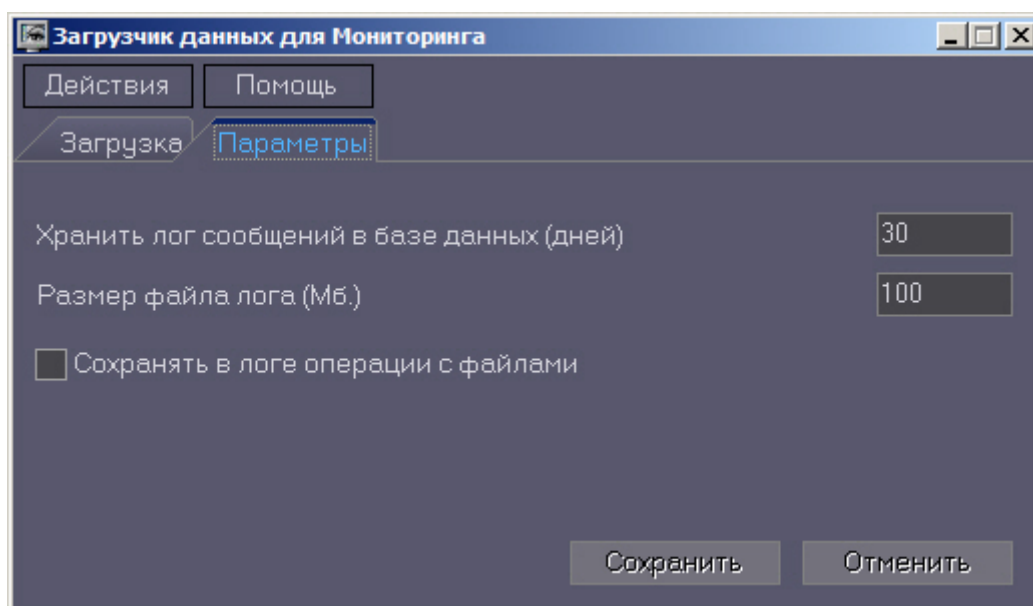 Загрузчик данных для Мониторинга
Действия Помощь
Загрузка Параметры
Хранить лог сообщений в базе данных (дней) 30
Размер файла лога (Мб.) 100
Сохранять в логе операции с файлами
Сохранить Отменить